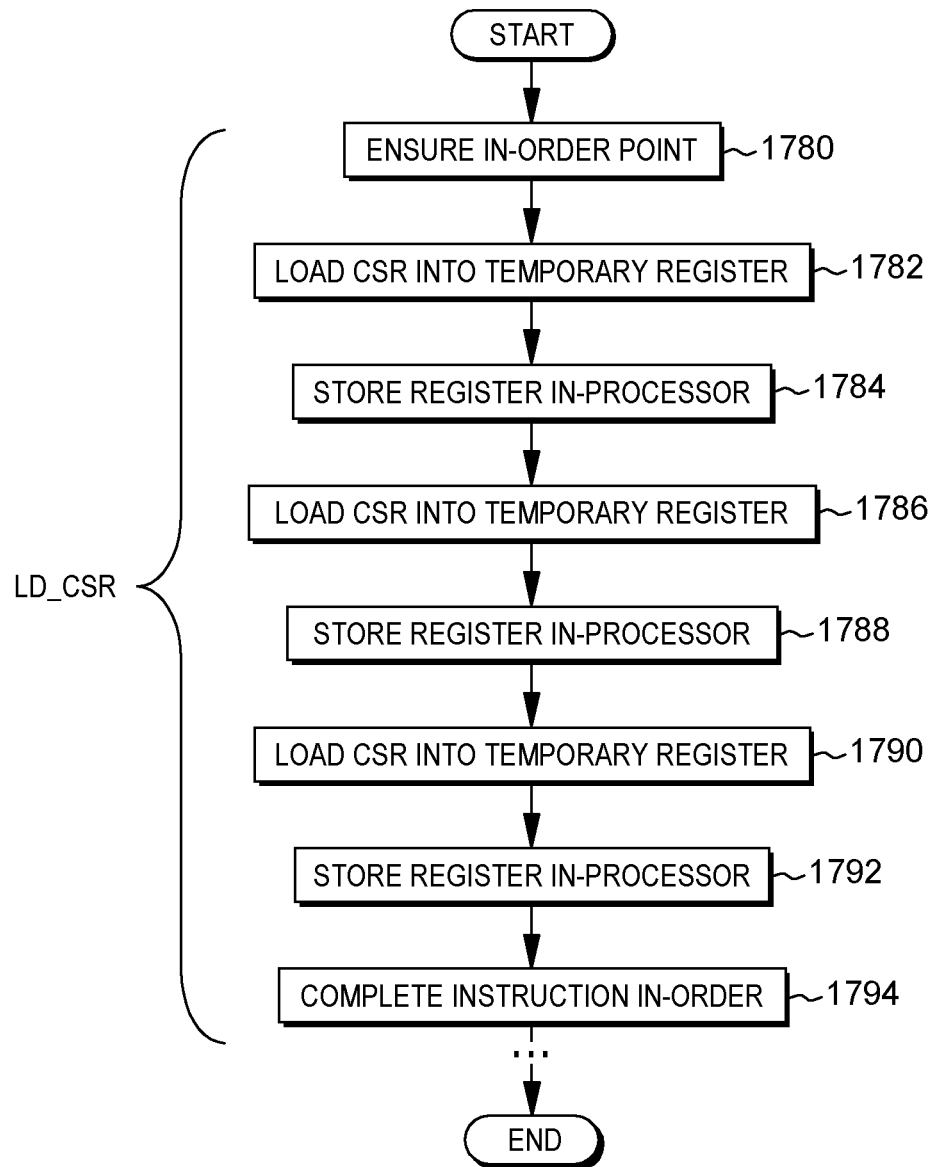 START
ENSURE IN-ORDER POINT 1780
LOAD CSR INTO TEMPORARY REGISTER 1782
STORE REGISTER IN-PROCESSOR 1784
LOAD CSR INTO TEMPORARY REGISTER 1786
LD_CSR
STORE REGISTER IN-PROCESSOR 1788
LOAD CSR INTO TEMPORARY REGISTER 1790
STORE REGISTER IN-PROCESSOR 1792
COMPLETE INSTRUCTION IN-ORDER 1794
...
END